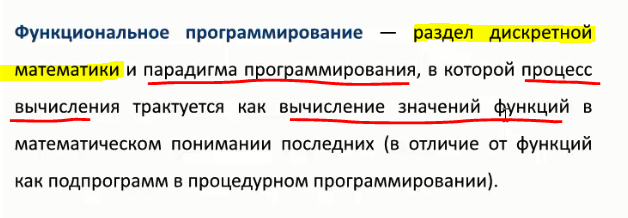 Функциональное программирование — раздел дискретной
математики и парадигма программирования, в которой процесс
вычисления трактуется как вычисление значений функций в
математическом понимании последних (в отличие от функций
как подпрограмм в процедурном программировании).